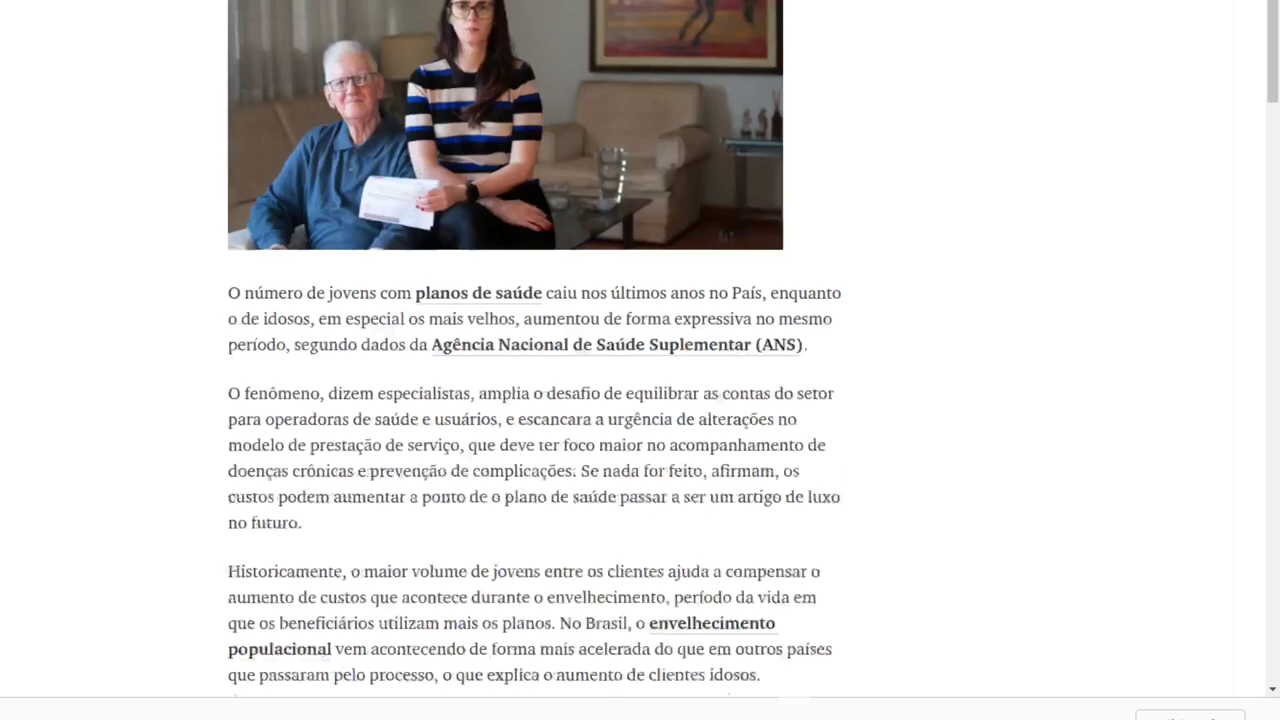 O número de jovens com planos de saúde caiu nos últimos anos no País, enquanto
o de idosos, em especial os mais velhos, aumentou de forma expressiva no mesmo
período, segundo dados da Agência Nacional de Saúde Suplementar (ANS).
O fenômeno, dizem especialistas, amplia o desafio de equilibrar as contas do setor
para operadoras de saúde e usuários, e escancara a urgência de alterações no
modelo de prestação de serviço, que deve ter foco maior no acompanhamento de
doenças crônicas e prevenção de complicações. Se nada for feito, afirmam, os
custos podem aumentar a ponto de o plano de saúde passar a ser um artigo de luxo
no futuro.
Historicamente, o maior volume de jovens entre os clientes ajuda a compensar o
aumento de custos que acontece durante o envelhecimento, período da vida em
que os beneficiários utilizam mais os planos. No Brasil, o envelhecimento
populacional vem acontecendo de forma mais acelerada do que em outros países
que passaram pelo processo, o que explica o aumento de clientes idosos.